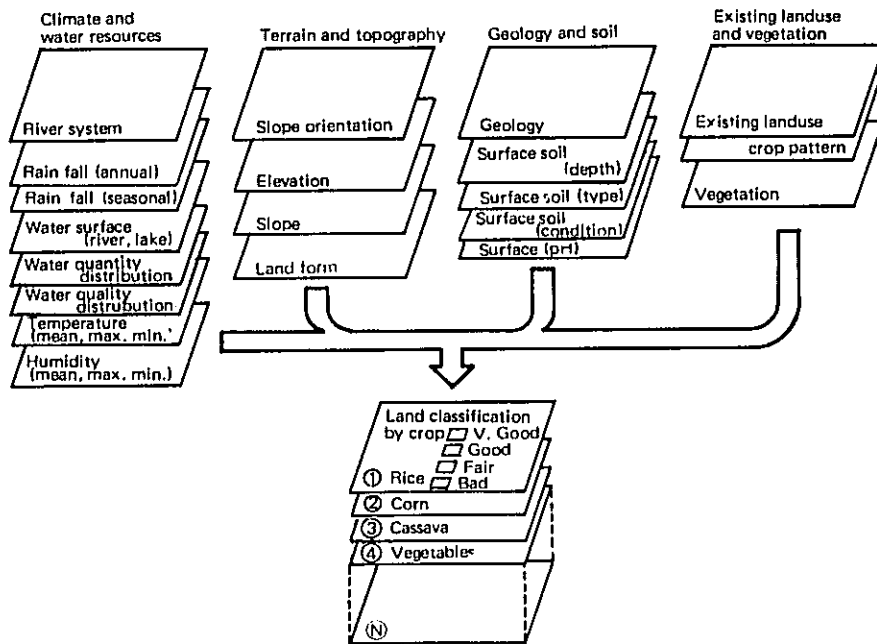 Climate and
water resources
River system
Rain fall (annual)
Rain fall (seasonal)
Water surface
(river, lake)
Water quantity
distribution
Water quality
distrubution
Temperature
(mean, max. min.)
Humidity
(mean, max. min.)
Terrain and topography
Slope orientation
Elevation
Slope
Land form
Geology and soil
Geology
Surface soil
(depth)
Surface soil (type)
Surface soil
(condition)
Surface (pH)
Existing landuse
and vegetation
Existing landuse
crop pattern
Vegetation
Land classification
by crop V. Good
Good
Fair
① Rice Bad
② Corn
③ Cassava
④ Vegetables
Ⓝ